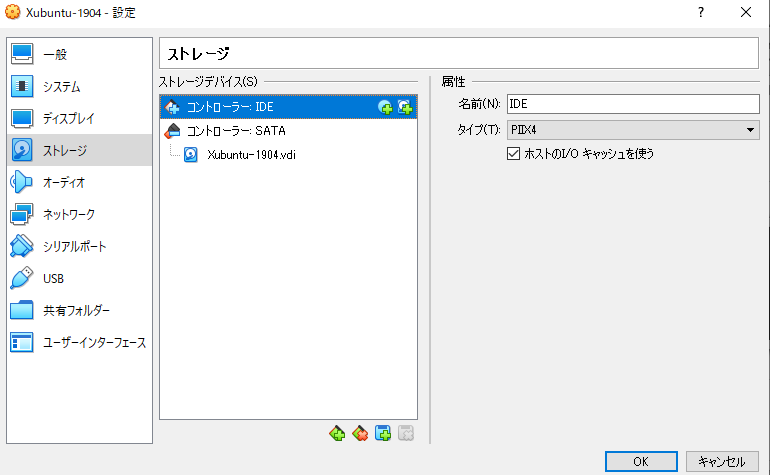 Xubuntu-1904 - 設定
?
一般
システム
ディスプレイ
ストレージ
オーディオ
ネットワーク
シリアルポート
USB
共有フォルダー
ユーザーインターフェース
ストレージ
ストレージデバイス(S)
コントローラー: IDE
コントローラー: SATA
Xubuntu-1904.vdi
属性
名前(N): IDE
タイプ(T): PIIX4
ホストのI/O キャッシュを使う
OK キャンセル